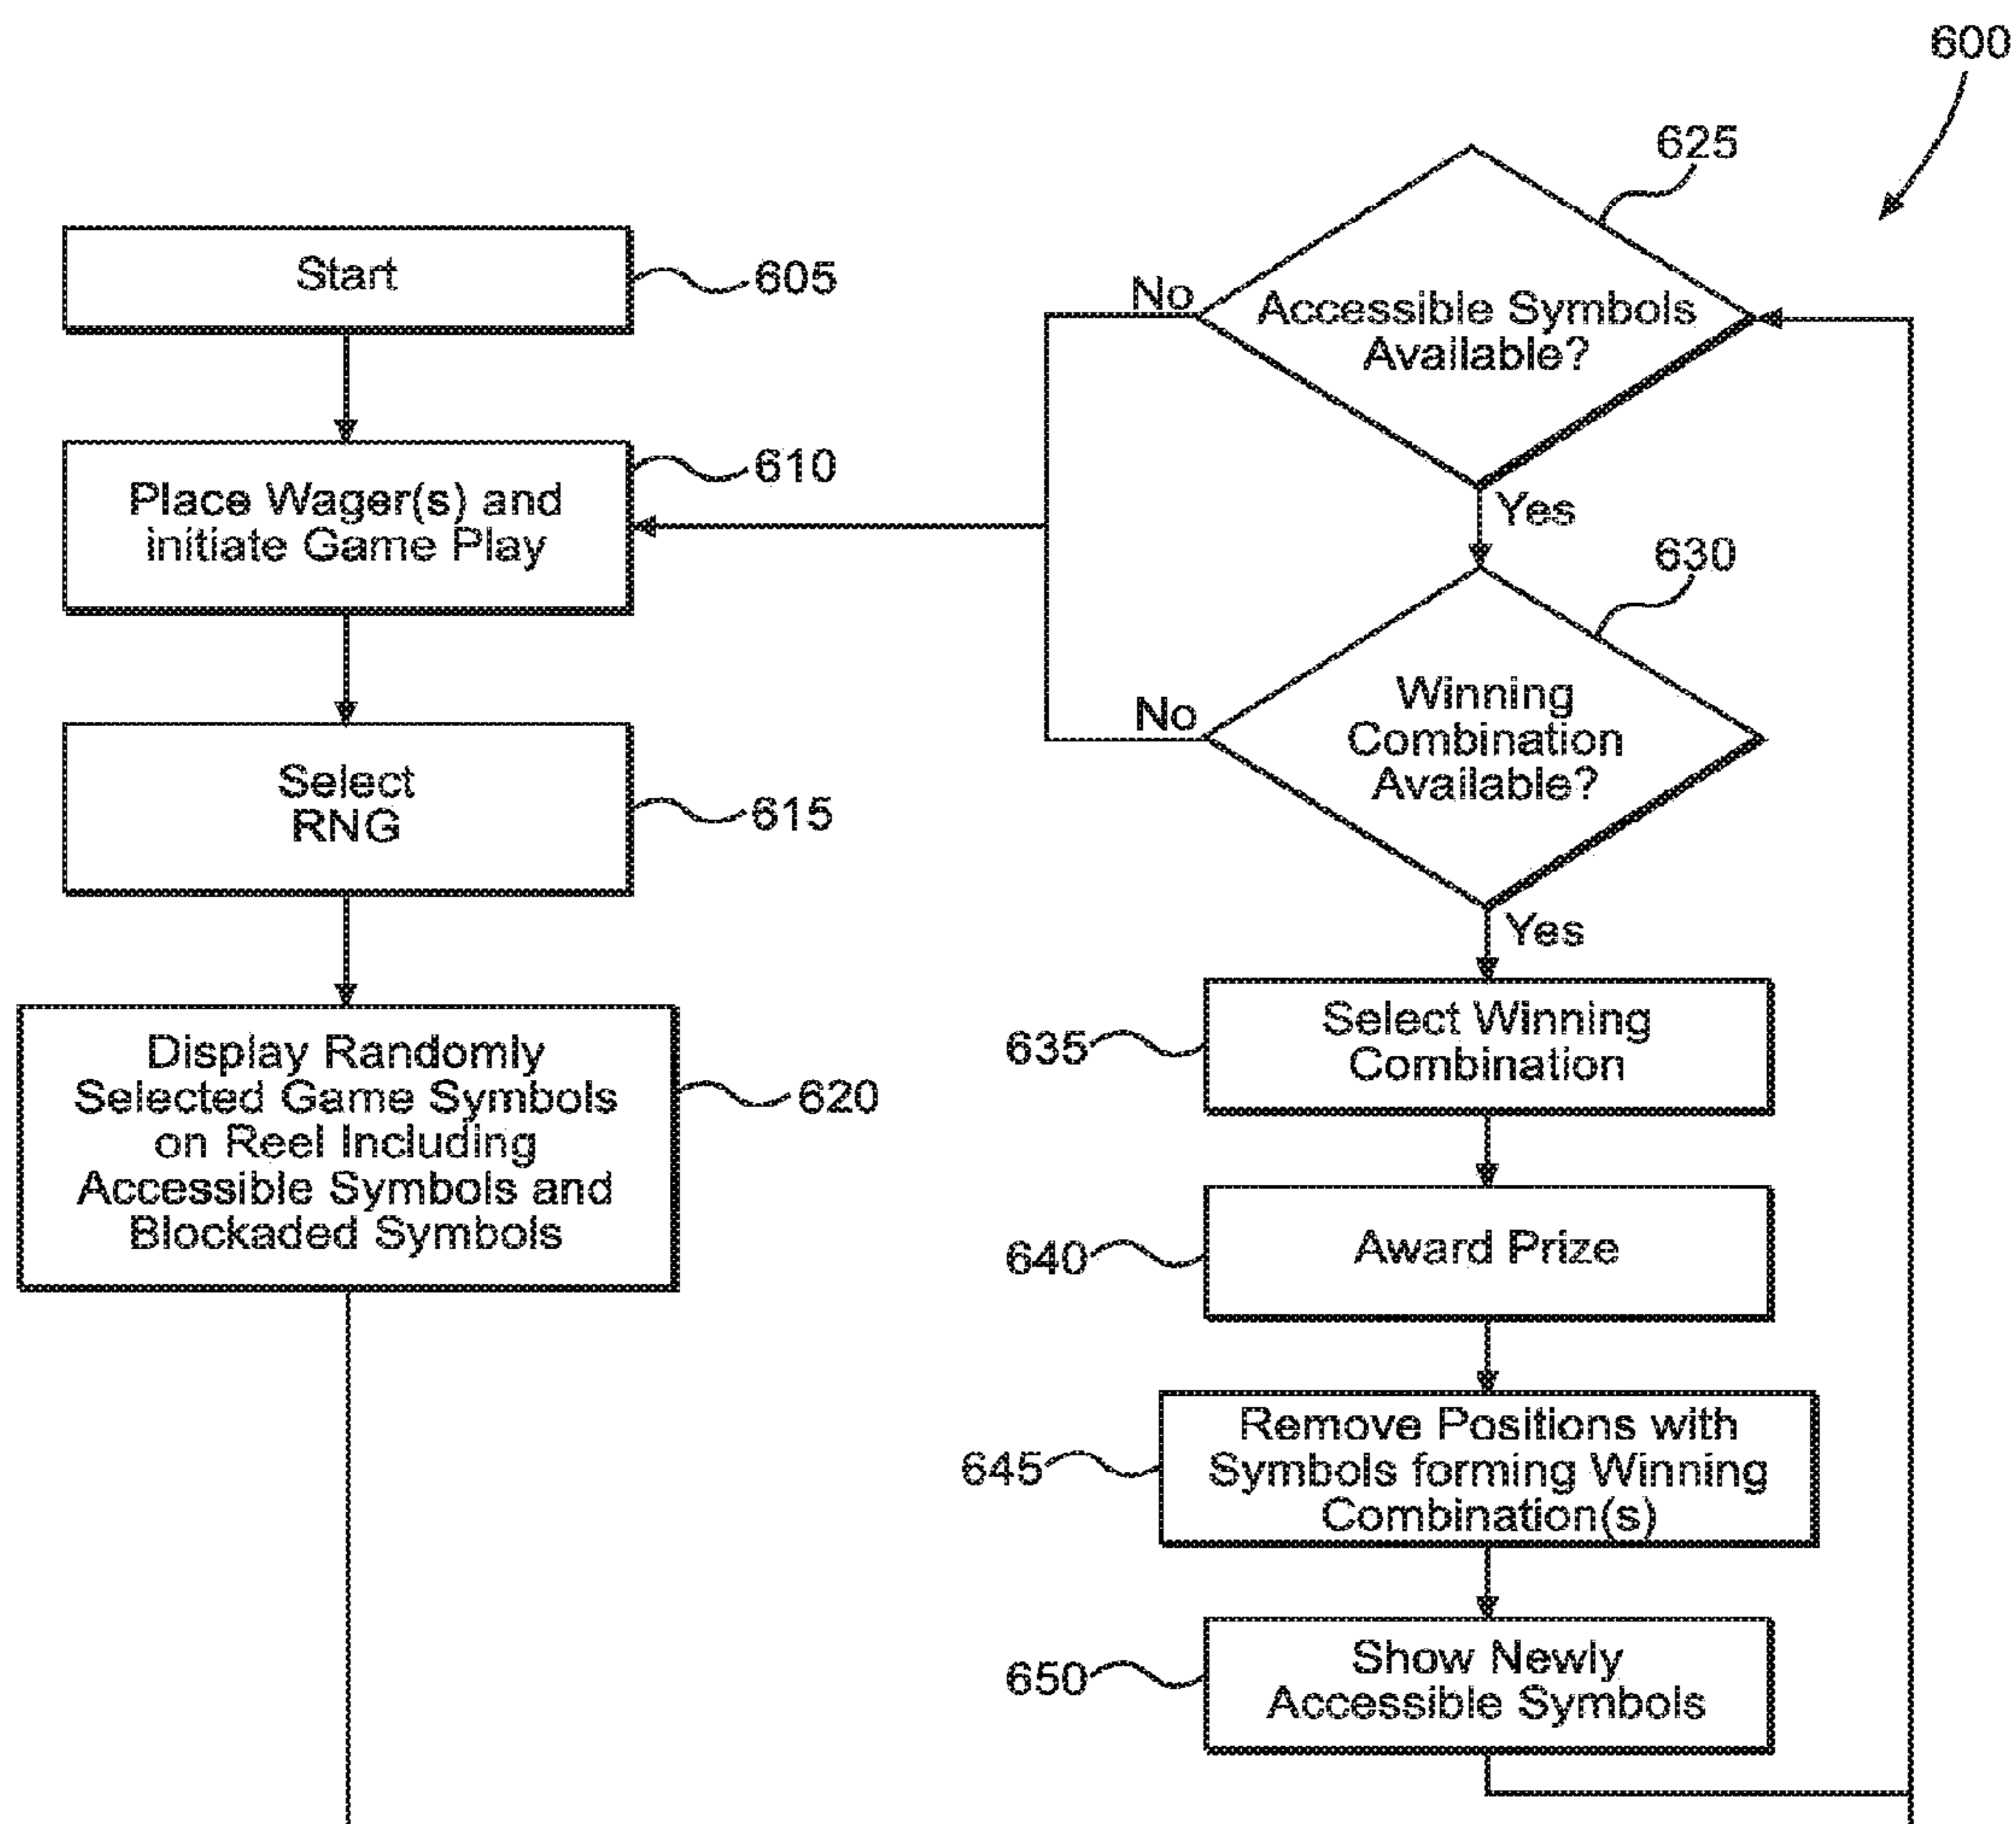 600
Start
605
Place Wager(s) and
initiate Game Play
610
Select
RNG
615
Display Randomly
Selected Game Symbols
on Reel Including
Accessible Symbols and
Blockaded Symbols
620
625
No
Accessible Symbols
Available?
Yes
630
No
Winning
Combination
Available?
Yes
635
Select Winning
Combination
640
Award Prize
645
Remove Positions with
Symbols forming Winning
Combination(s)
650
Show Newly
Accessible Symbols